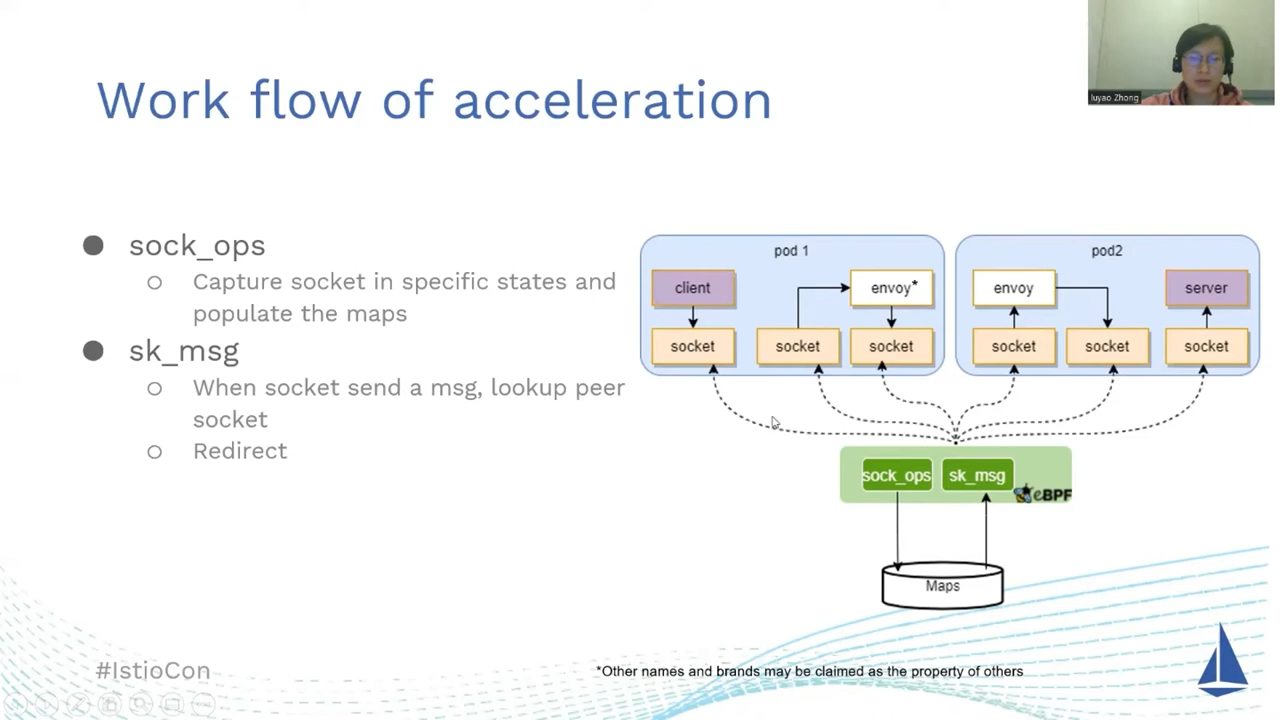 luyao Zhong
Work flow of acceleration
sock_ops
Capture socket in specific states and
populate the maps
sk_msg
When socket send a msg, lookup peer
socket
Redirect
pod 1
pod2
client
envoy*
envoy
server
socket
socket
socket
socket
socket
socket
sock_ops
sk_msg
eBPF
Maps
#IstioCon
*Other names and brands may be claimed as the property of others